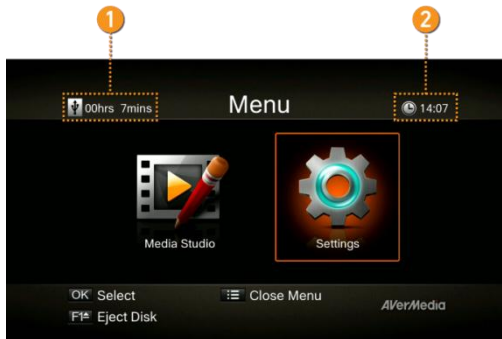 1 2
00hrs 7mins Menu 14:07
Media Studio Settings
OK Select Close Menu
F1 Eject Disk AVerMedia